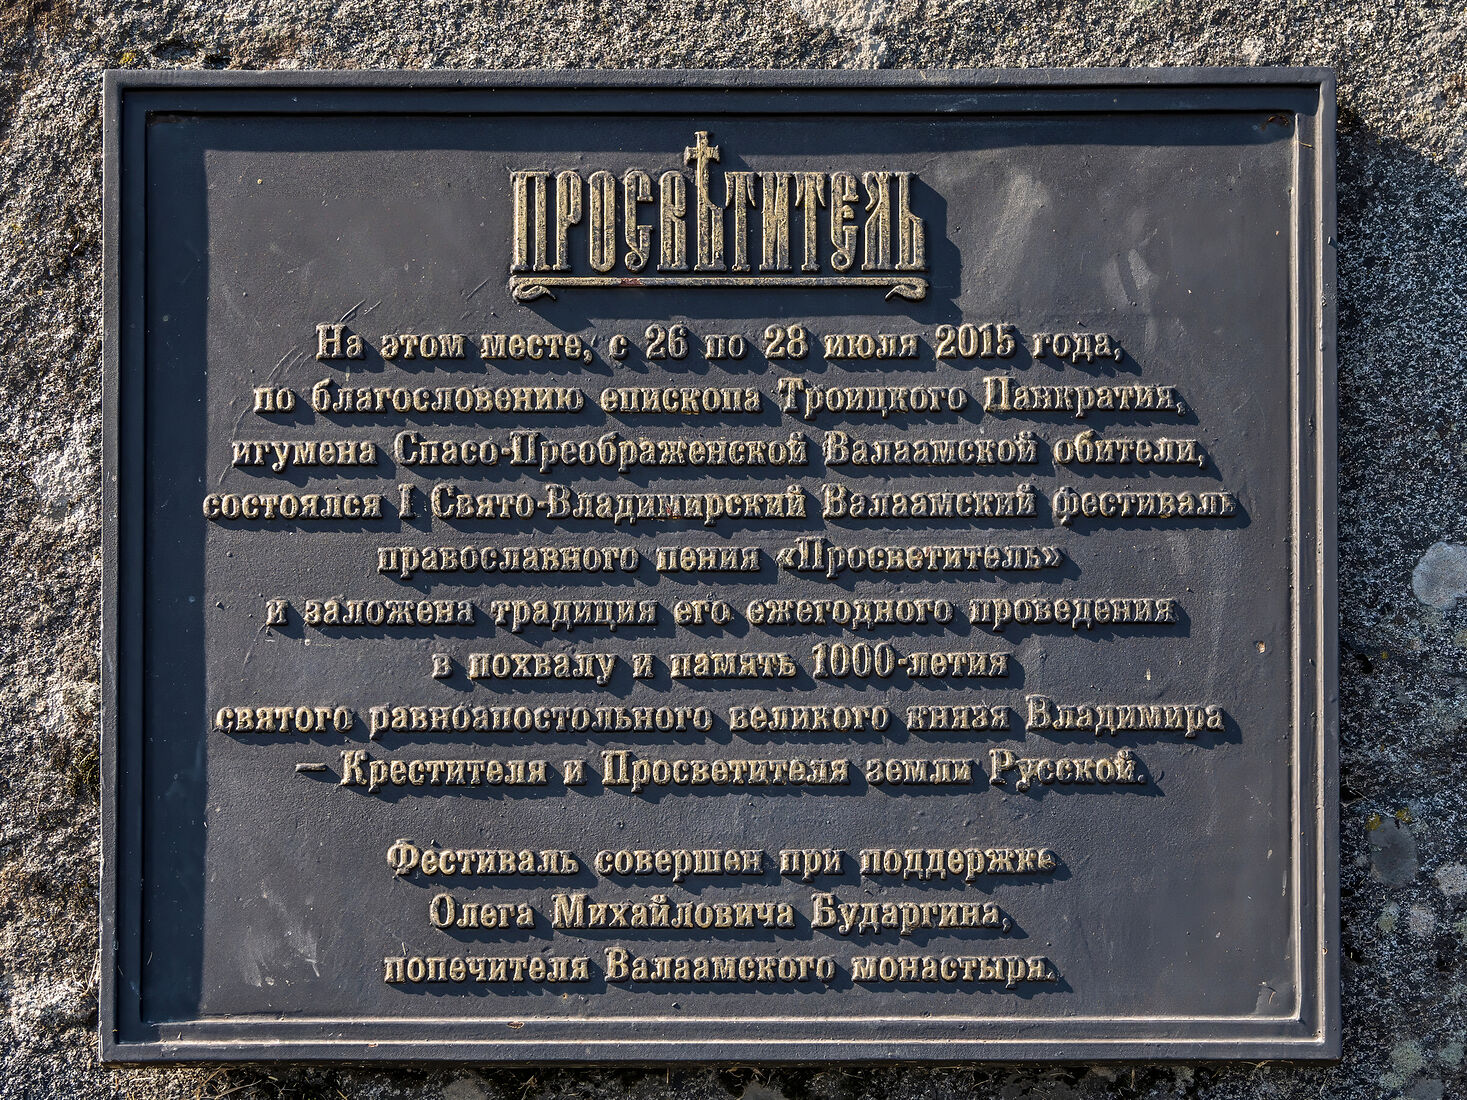 ПРОСВѢТИТЕЛЬ
На этом месте, с 26 по 28 июля 2015 года,
по благословению епископа Троицкого Панкратия,
игумена Спасо-Преображенской Валаамской обители,
состоялся I Свято-Владимирский Валаамский фестиваль
православного пения «Просветитель»
и заложена традиция его ежегодного проведения
в похвалу и память 1000-летия
святого равноапостольного великого князя Владимира
– Крестителя и Просветителя земли Русской.
Фестиваль совершен при поддержке
Олега Михайловича Бударгина,
попечителя Валаамского монастыря.